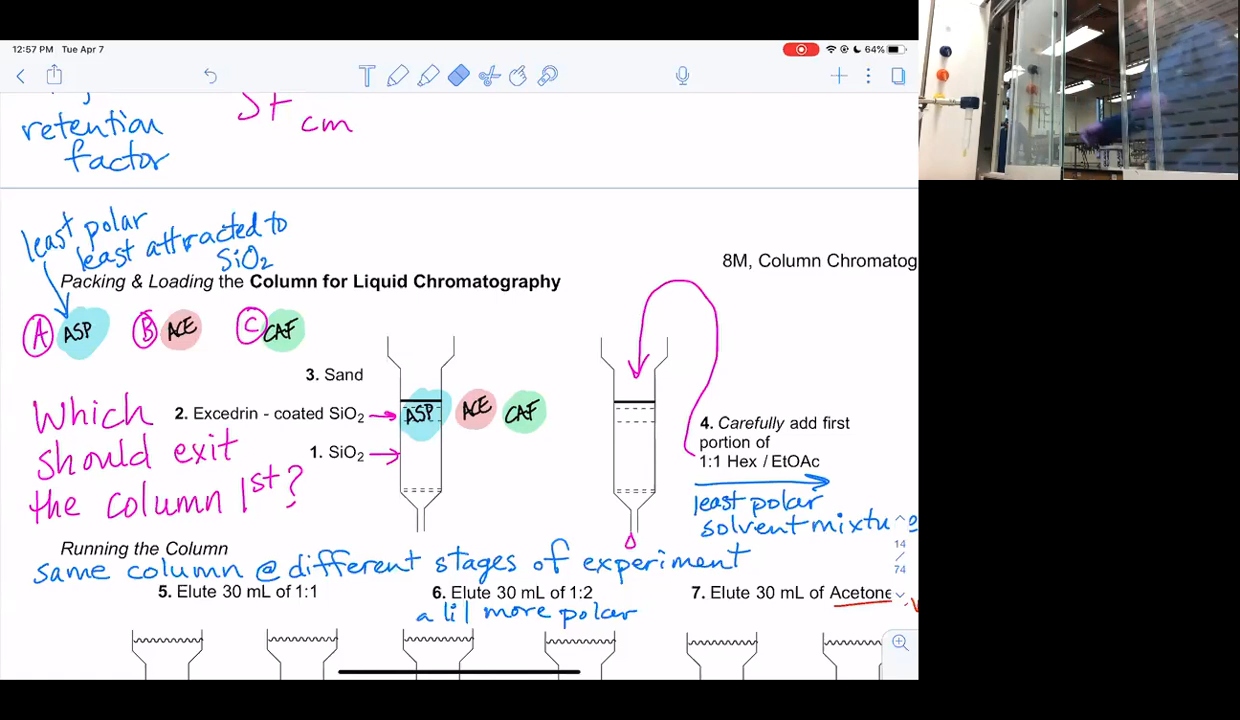 12:57 PM Tue Apr 7
64%
T
retention
factor
cm
least polar
least attracted to
SiO₂
8M, Column Chromatog
Packing & Loading the Column for Liquid Chromatography
A ASP B ACE C CAF
3. Sand
Which
should exit
the column 1st?
2. Excedrin - coated SiO₂
ASP ACE CAF
1. SiO₂
4. Carefully add first
portion of
1:1 Hex / EtOAc
least polar
solvent mixture
14
/
74
Running the Column
same column @ different stages of experiment
5. Elute 30 mL of 1:1
6. Elute 30 mL of 1:2
7. Elute 30 mL of Acetone
a lil more polar